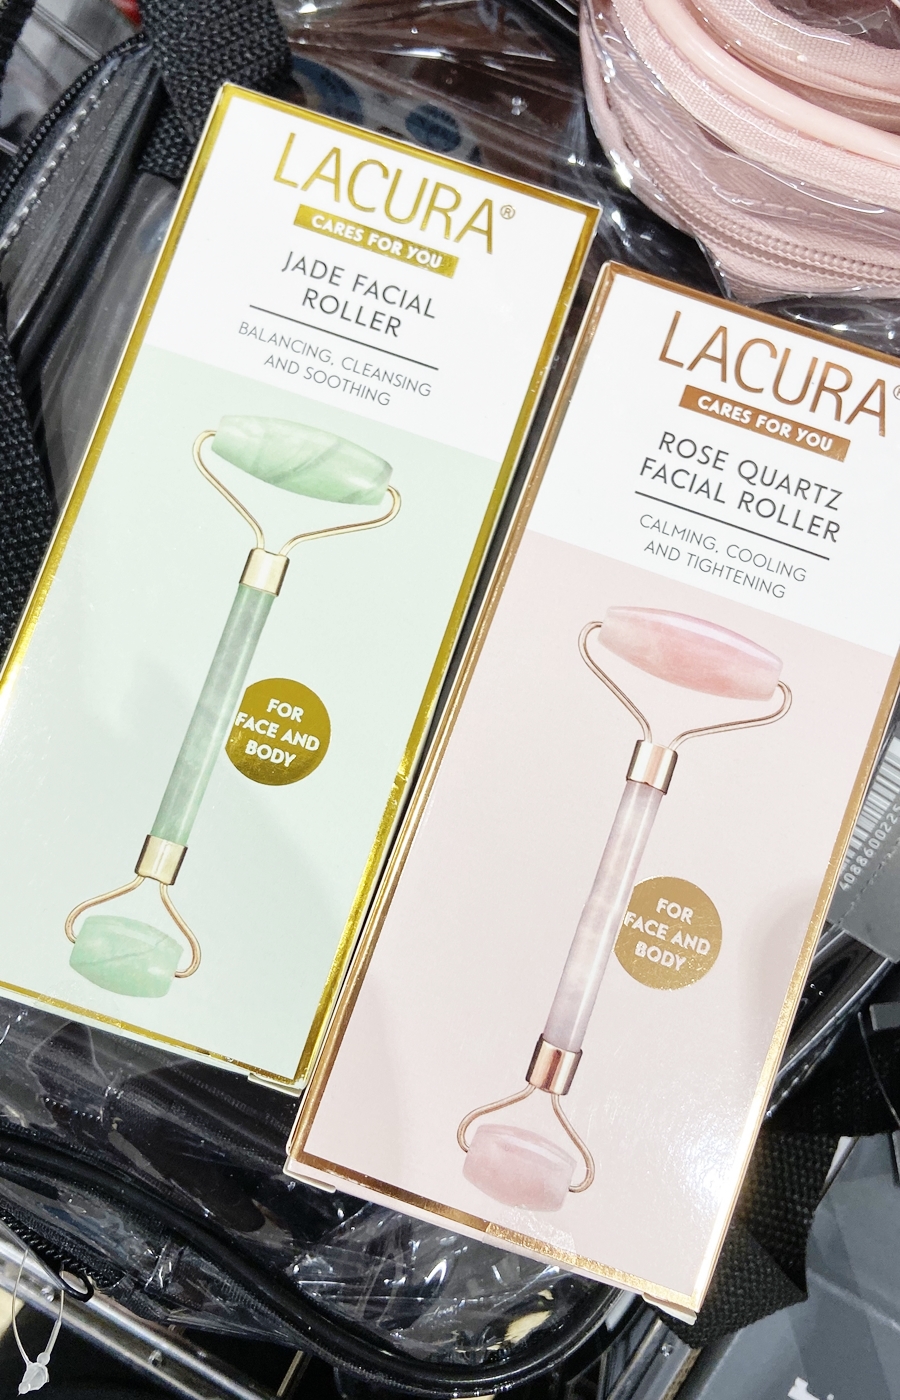 LACURA®
CARES FOR YOU
JADE FACIAL
ROLLER
BALANCING, CLEANSING
AND SOOTHING
FOR
FACE AND
BODY
LACURA®
CARES FOR YOU
ROSE QUARTZ
FACIAL ROLLER
CALMING, COOLING
AND TIGHTENING
FOR
FACE AND
BODY